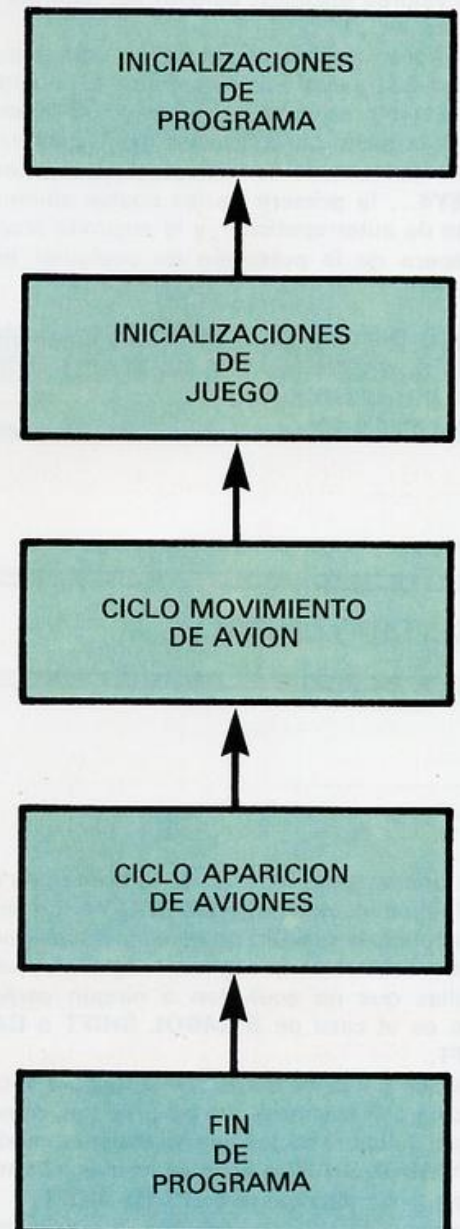 INICIALIZACIONES
DE
PROGRAMA
INICIALIZACIONES
DE
JUEGO
CICLO MOVIMIENTO
DE AVION
CICLO APARICION
DE AVIONES
FIN
DE
PROGRAMA